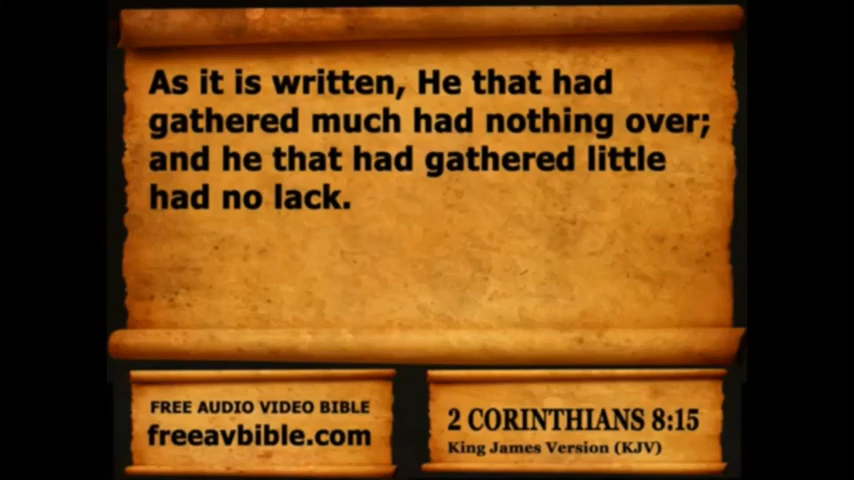 As it is written, He that had
gathered much had nothing over;
and he that had gathered little
had no lack.
FREE AUDIO VIDEO BIBLE
freeavbible.com
2 CORINTHIANS 8:15
King James Version (KJV)